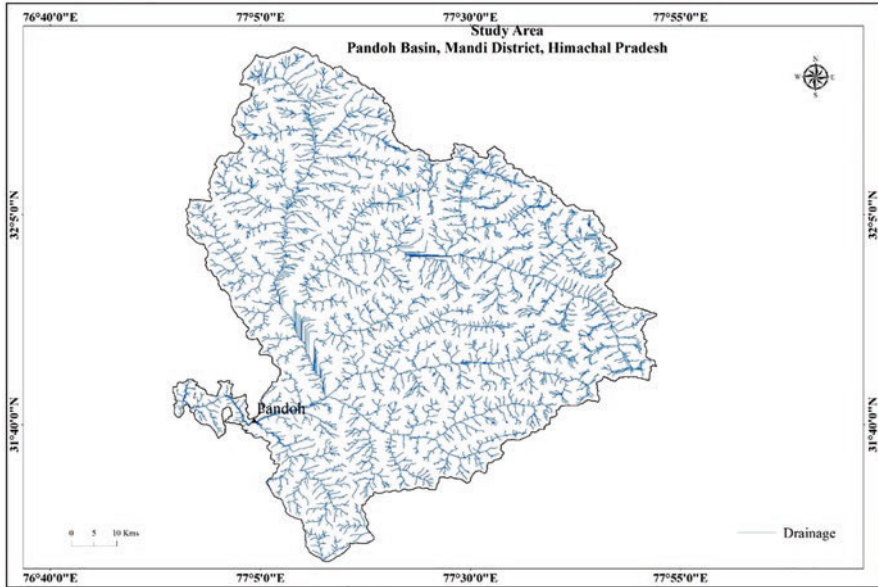 76°40'0"E 77°5'0"E 77°30'0"E 77°55'0"E
Study Area
Pandoh Basin, Mandi District, Himachal Pradesh
N
W E
S
32°5'0"N 32°5'0"N
Pandoh
31°40'0"N 31°40'0"N
0 5 10 Kms
Drainage
76°40'0"E 77°5'0"E 77°30'0"E 77°55'0"E